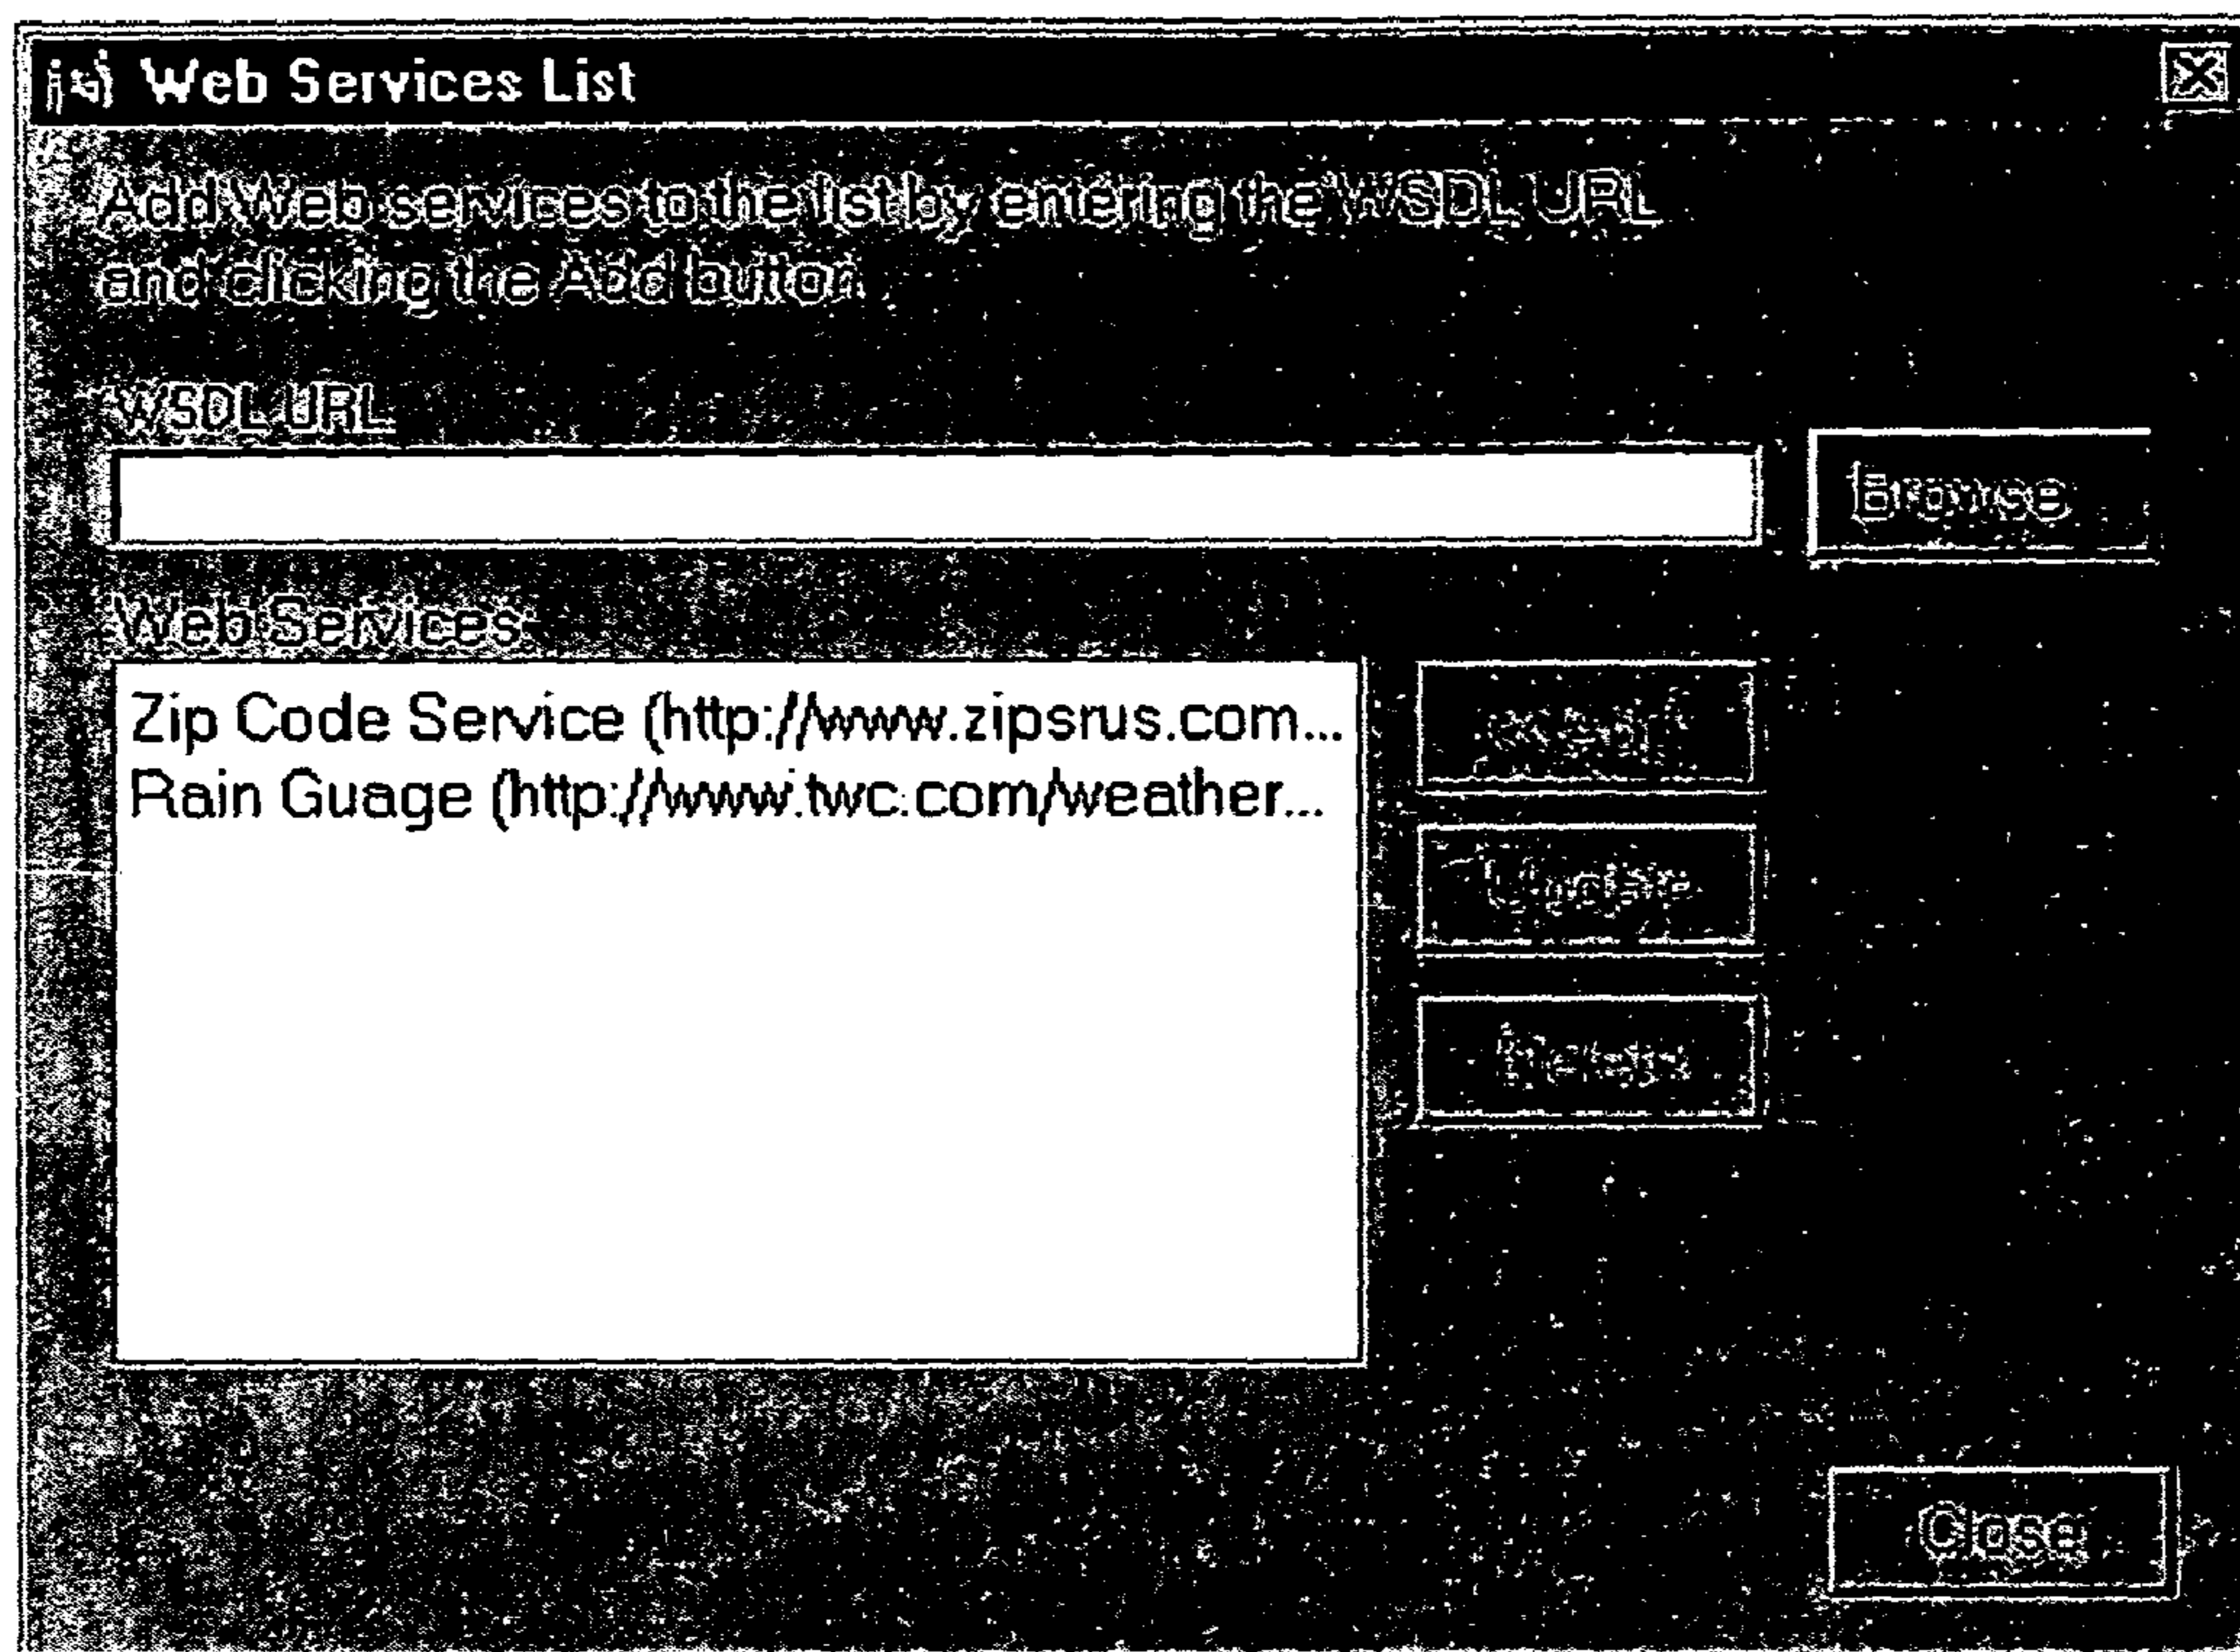 Web Services List
Add Web services to the list by entering the WSDL URL
and clicking the Add button
WSDL URL
Browse
Web Services
Zip Code Service (http://www.zipsrus.com...
Rain Guage (http://www.twc.com/weather...
Update
Close